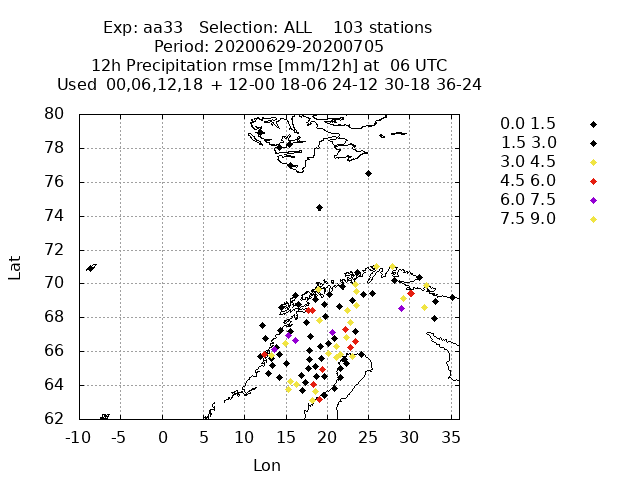 Exp: aa33 Selection: ALL 103 stations
Period: 20200629-20200705
12h Precipitation rmse [mm/12h] at 06 UTC
Used 00,06,12,18 + 12-00 18-06 24-12 30-18 36-24
80
78
76
74
72
70
68
66
64
62
Lat
-10 -5 0 5 10 15 20 25 30 35
Lon
0.0 1.5
1.5 3.0
3.0 4.5
4.5 6.0
6.0 7.5
7.5 9.0